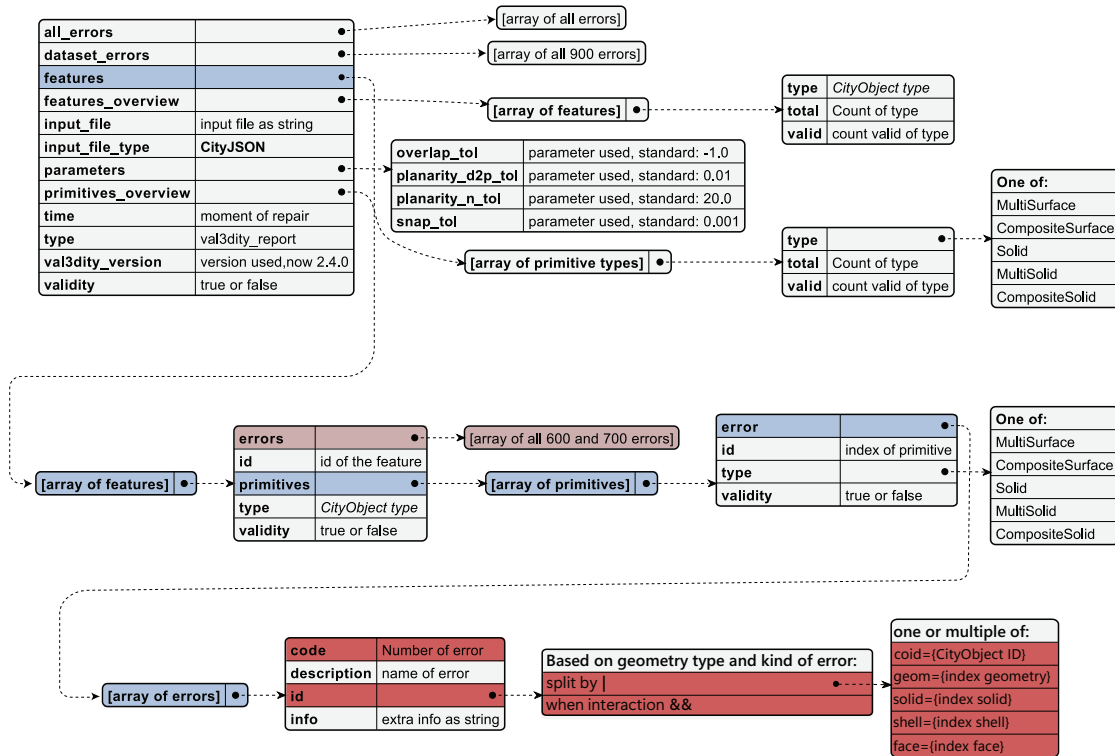 all_errors
[array of all errors]
dataset_errors
[array of all 900 errors]
features
features_overview
[array of features]
type CityObject type
total Count of type
valid count valid of type
input_file input file as string
input_file_type CityJSON
parameters
overlap_tol parameter used, standard: -1.0
planarity_d2p_tol parameter used, standard: 0.01
planarity_n_tol parameter used, standard: 20.0
snap_tol parameter used, standard: 0,001
primitives_overview
[array of primitive types]
type
total Count of type
valid count valid of type
One of:
MultiSurface
CompositeSurface
Solid
MultiSolid
CompositeSolid
time moment of repair
type val3dity_report
val3dity_version version used,now 2.4.0
validity true or false
[array of features]
errors
[array of all 600 and 700 errors]
id id of the feature
primitives
[array of primitives]
type CityObject type
validity true or false
error
id index of primitive
type
validity true or false
One of:
MultiSurface
CompositeSurface
Solid
MultiSolid
CompositeSolid
[array of errors]
code Number of error
description name of error
id
info extra info as string
Based on geometry type and kind of error:
split by |
when interaction &&
one or multiple of:
coid={CityObject ID}
geom={index geometry}
solid={index solid}
shell={index shell}
face={index face}